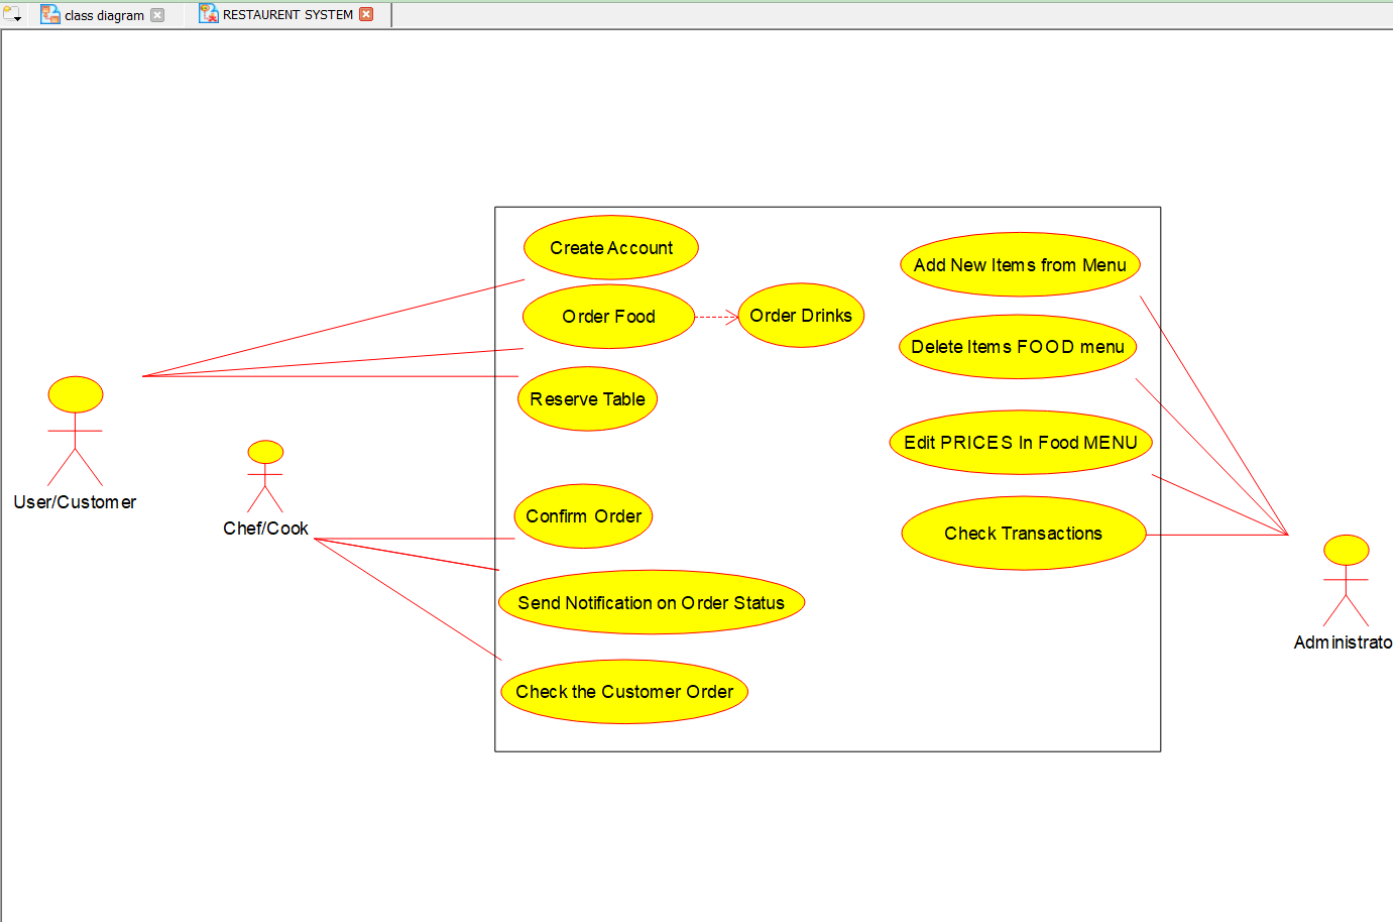 class diagram
RESTAURENT SYSTEM
Create Account
Add New Items from Menu
Order Food
Order Drinks
Delete Items FOOD menu
Reserve Table
Edit PRICES In Food MENU
User/Customer
Chef/Cook
Confirm Order
Check Transactions
Send Notification on Order Status
Administrato
Check the Customer Order